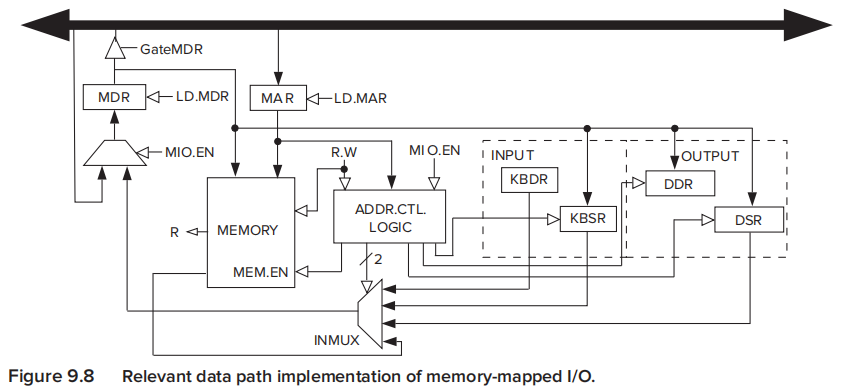 GateMDR
MDR
LD.MDR
MAR
LD.MAR
MIO.EN
R.W
MIO.EN
INPUT
OUTPUT
KBDR
DDR
KBSR
DSR
ADDR.CTL.
LOGIC
R
MEMORY
MEM.EN
2
INMUX
Figure 9.8 Relevant data path implementation of memory-mapped I/O.